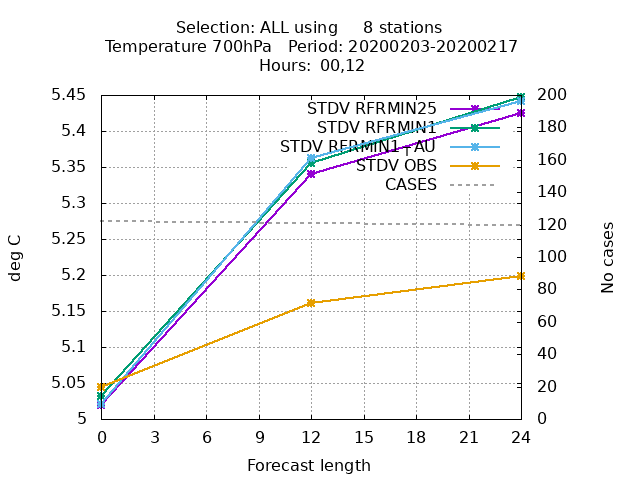 Selection: ALL using 8 stations
Temperature 700hPa Period: 20200203-20200217
Hours: 00,12
5.45
5.4
5.35
5.3
5.25
5.2
5.15
5.1
5.05
5
200
180
160
140
120
100
80
60
40
20
0
STDV RFRMIN25
STDV RFRMIN1
STDV RFRMIN1+AU
STDV OBS
CASES
deg C
No cases
0 3 6 9 12 15 18 21 24
Forecast length